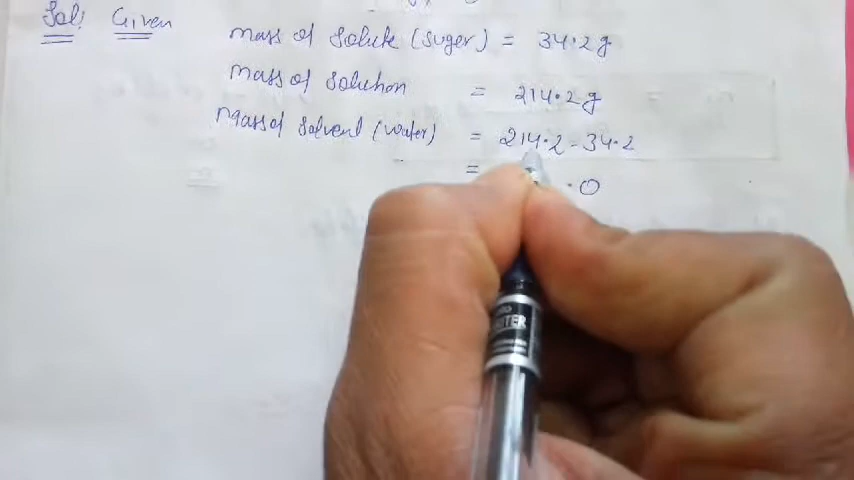 Sol: Given
mass of solute (suger) = 34.2 g
mass of solution = 214.2 g
mass of solvent (water) = 214.2 - 34.2
= .0